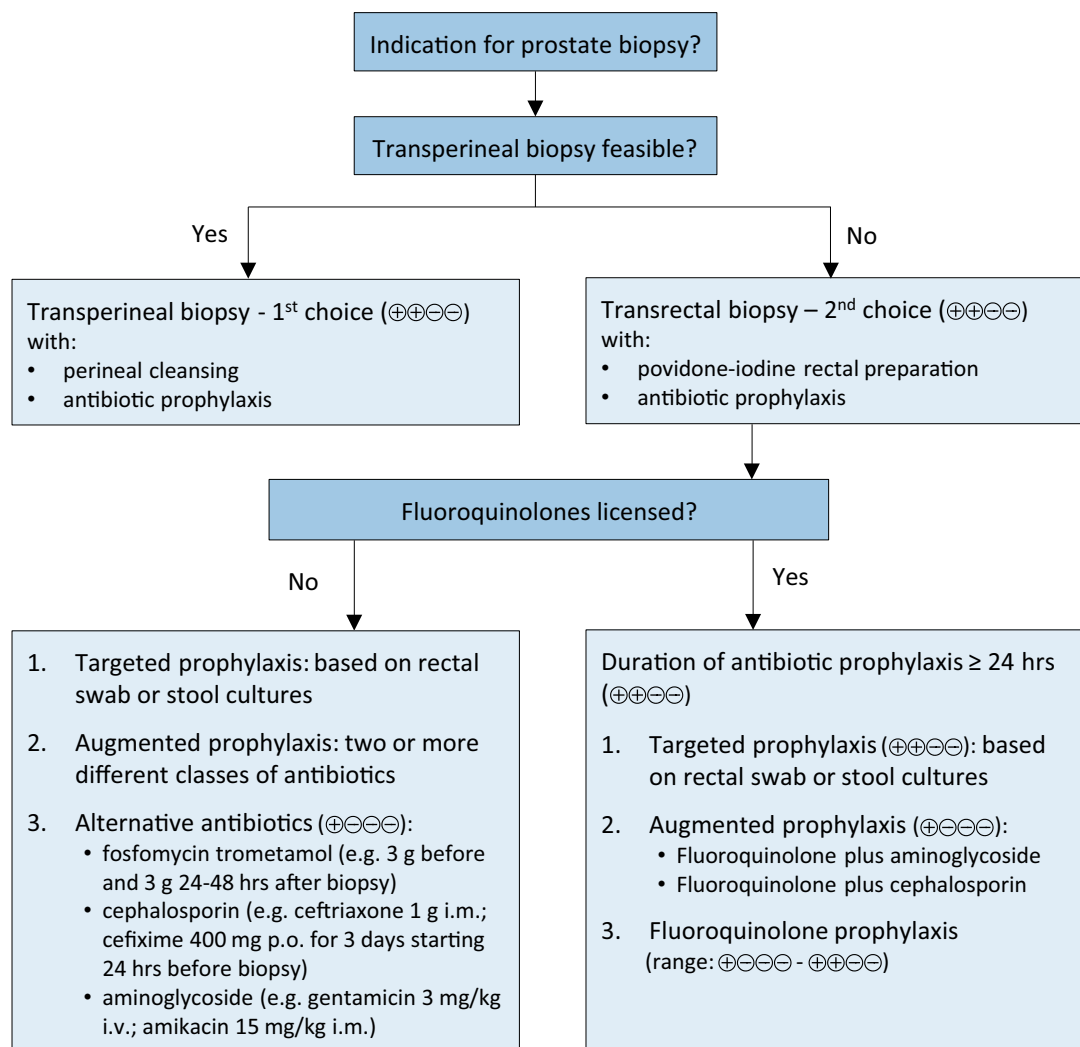 Indication for prostate biopsy?
Transperineal biopsy feasible?
Yes
No
Transperineal biopsy - 1st choice (⊕⊕⊖⊖)
with:
• perineal cleansing
• antibiotic prophylaxis
Transrectal biopsy – 2nd choice (⊕⊕⊖⊖)
with:
• povidone-iodine rectal preparation
• antibiotic prophylaxis
Fluoroquinolones licensed?
No
Yes
1. Targeted prophylaxis: based on rectal
swab or stool cultures
2. Augmented prophylaxis: two or more
different classes of antibiotics
3. Alternative antibiotics (⊕⊖⊖⊖):
• fosfomycin trometamol (e.g. 3 g before
and 3 g 24-48 hrs after biopsy)
• cephalosporin (e.g. ceftriaxone 1 g i.m.;
cefixime 400 mg p.o. for 3 days starting
24 hrs before biopsy)
• aminoglycoside (e.g. gentamicin 3 mg/kg
i.v.; amikacin 15 mg/kg i.m.)
Duration of antibiotic prophylaxis ≥ 24 hrs
(⊕⊕⊖⊖)
1. Targeted prophylaxis (⊕⊕⊖⊖): based
on rectal swab or stool cultures
2. Augmented prophylaxis (⊕⊖⊖⊖):
• Fluoroquinolone plus aminoglycoside
• Fluoroquinolone plus cephalosporin
3. Fluoroquinolone prophylaxis
(range: ⊕⊖⊖⊖ - ⊕⊕⊖⊖)